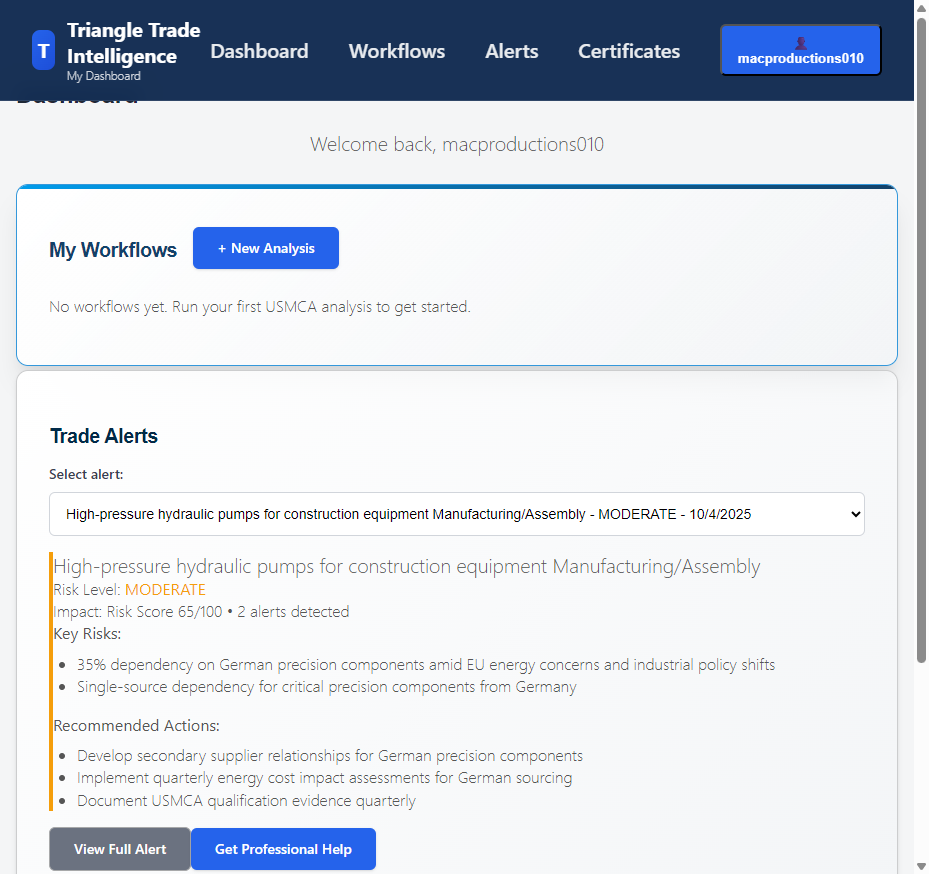 T
Triangle Trade
Intelligence
My Dashboard
Dashboard
Workflows
Alerts
Certificates
macproductions010
Dashboard
Welcome back, macproductions010
My Workflows
+ New Analysis
No workflows yet. Run your first USMCA analysis to get started.
Trade Alerts
Select alert:
High-pressure hydraulic pumps for construction equipment Manufacturing/Assembly - MODERATE - 10/4/2025
High-pressure hydraulic pumps for construction equipment Manufacturing/Assembly
Risk Level: MODERATE
Impact: Risk Score 65/100 • 2 alerts detected
Key Risks:
• 35% dependency on German precision components amid EU energy concerns and industrial policy shifts
• Single-source dependency for critical precision components from Germany
Recommended Actions:
• Develop secondary supplier relationships for German precision components
• Implement quarterly energy cost impact assessments for German sourcing
• Document USMCA qualification evidence quarterly
View Full Alert
Get Professional Help